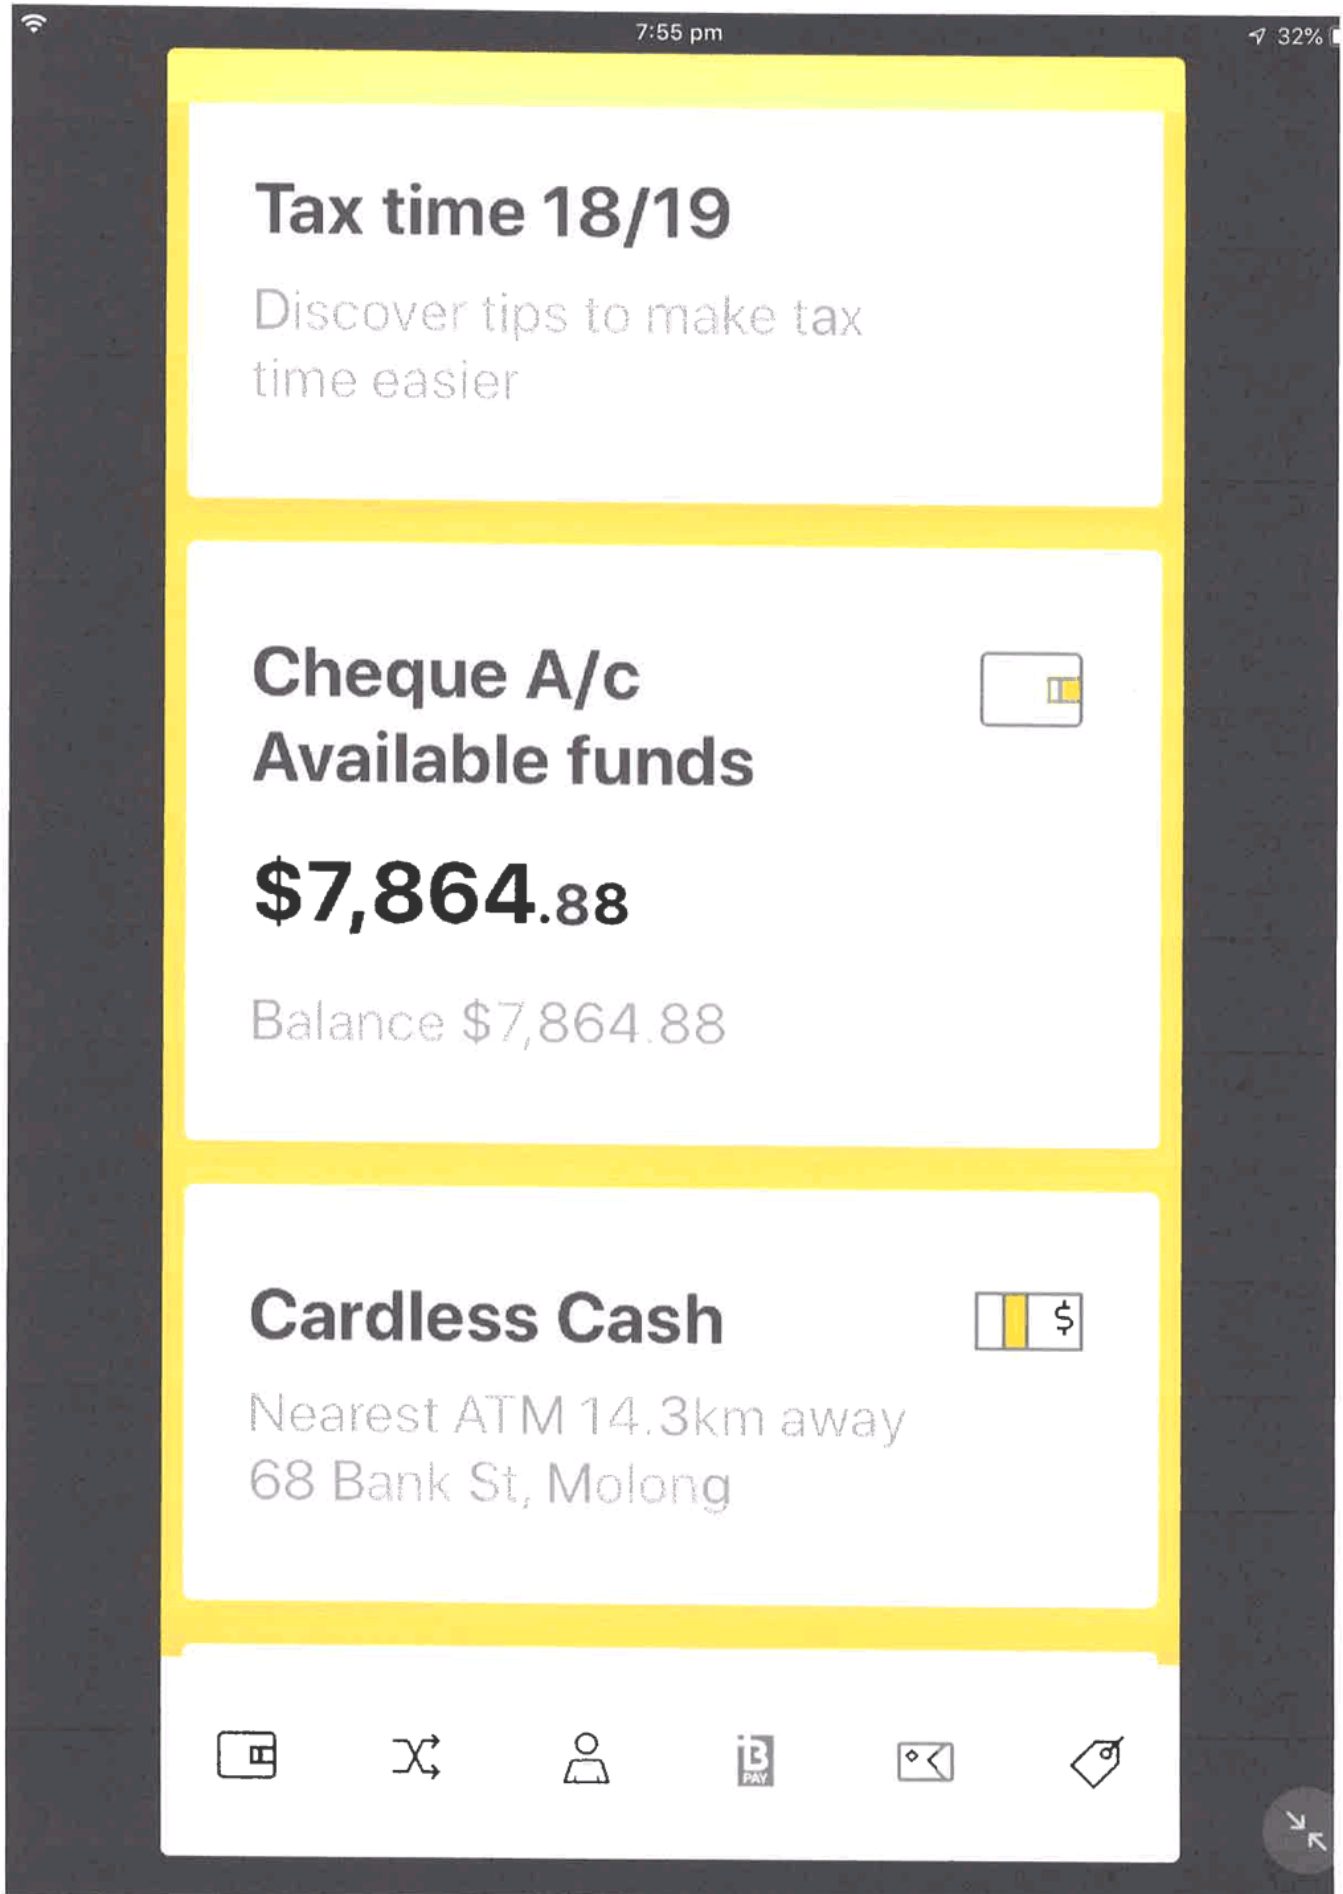 7:55 pm
32%
Tax time 18/19
Discover tips to make tax
time easier
Cheque A/c
Available funds
$7,864.88
Balance $7,864.88
Cardless Cash
$
Nearest ATM 14.3km away
68 Bank St, Molong
B
PAY